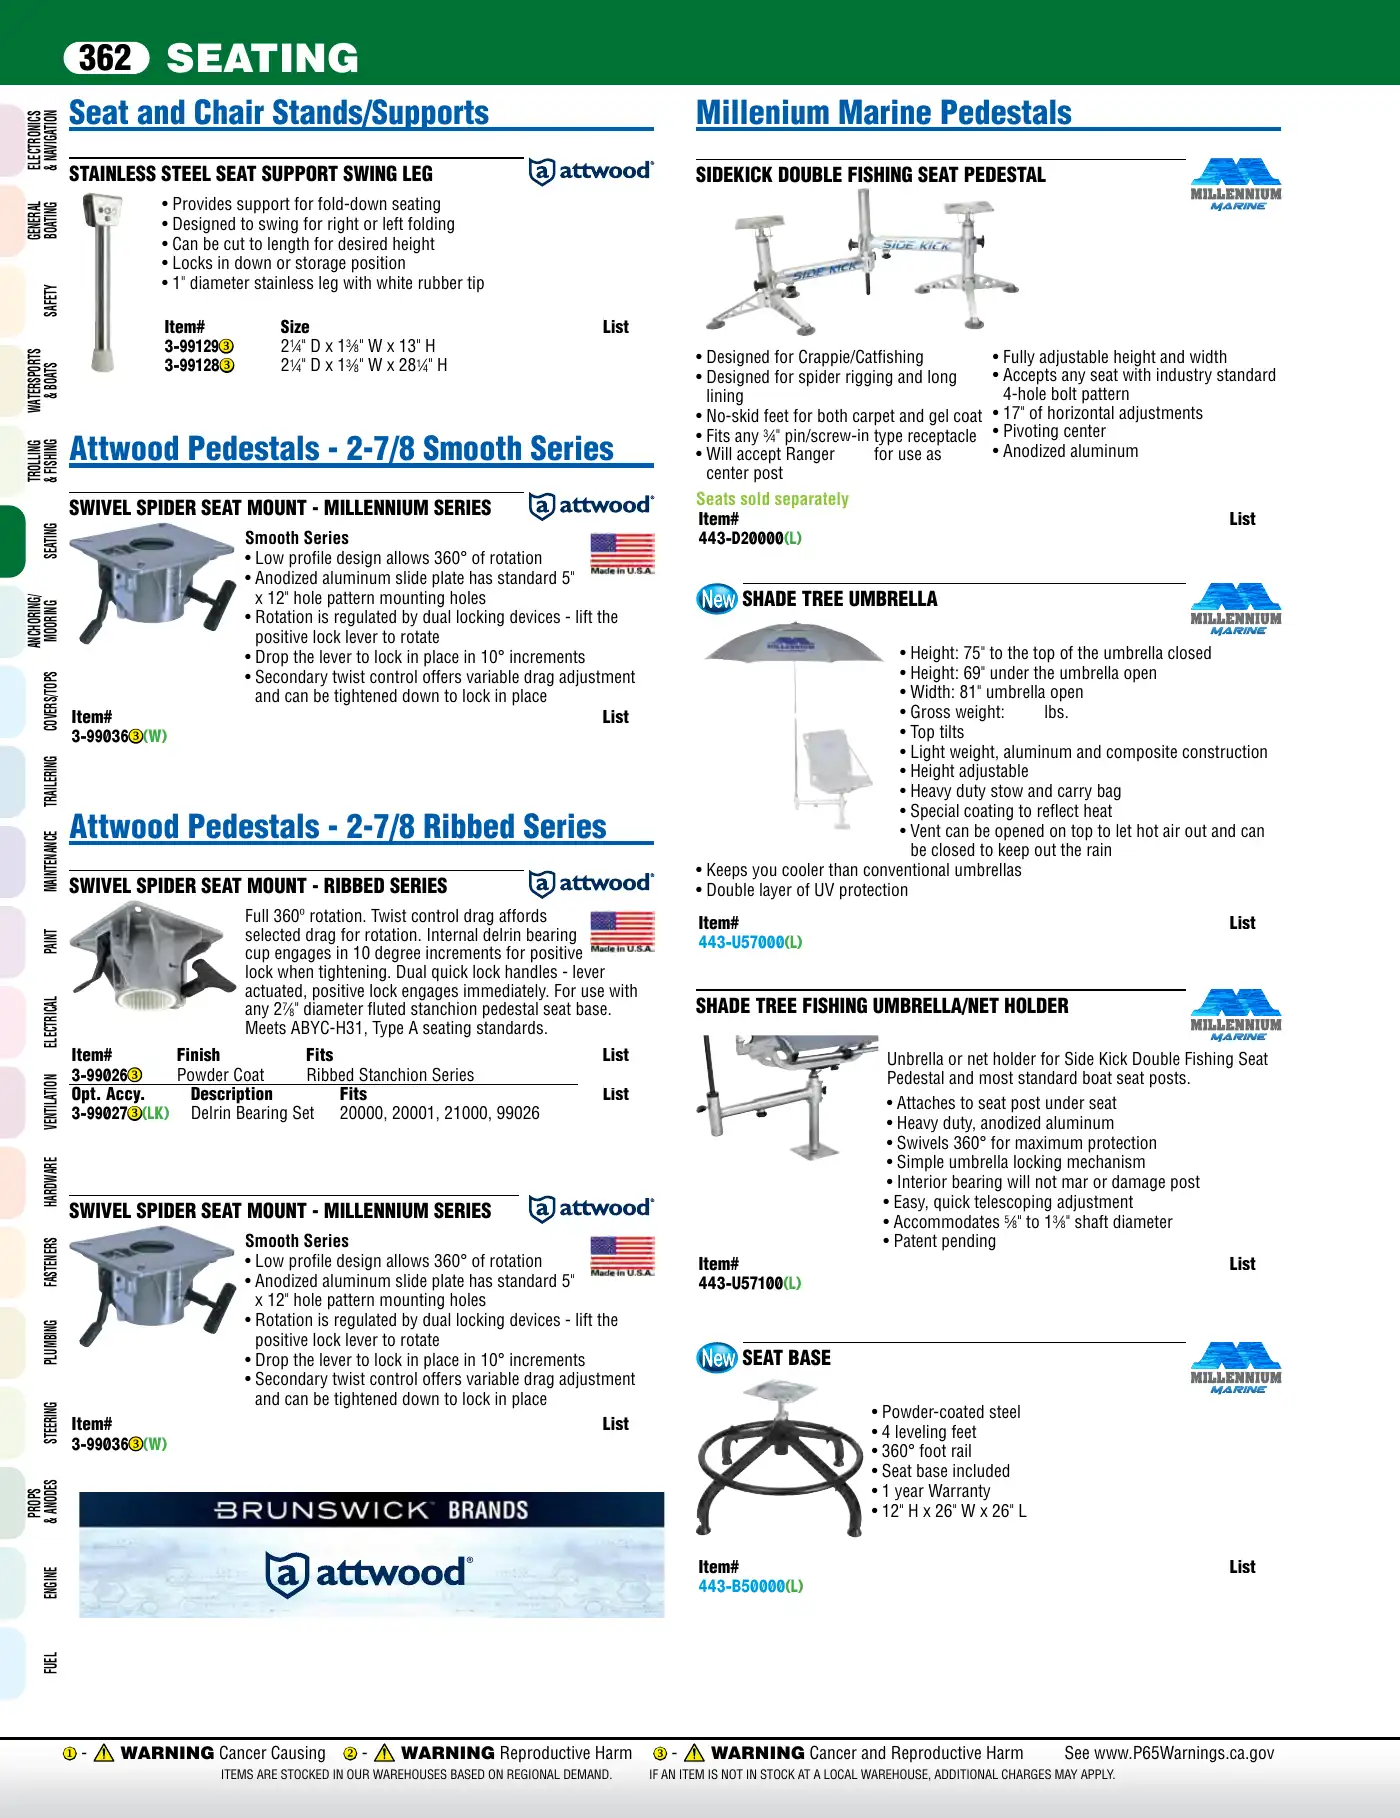 362 SEATING
ELECTRONICS
& NAVIGATION
GENERAL
BOATING
SAFETY
WATERSPORTS
& BOATS
TROLLING
& FISHING
SEATING
ANCHORING/
MOORING
COVERS/TOPS
TRAILERING
MAINTENANCE
PAINT
ELECTRICAL
VENTILATION
HARDWARE
FASTENERS
PLUMBING
STEERING
PROPS
& ANODES
ENGINE
FUEL
Seat and Chair Stands/Supports
STAINLESS STEEL SEAT SUPPORT SWING LEG
attwood®
• Provides support for fold-down seating
• Designed to swing for right or left folding
• Can be cut to length for desired height
• Locks in down or storage position
• 1" diameter stainless leg with white rubber tip
Item# Size List
3-99129③ 2¼" D x 1⅜" W x 13" H
3-99128③ 2¼" D x 1⅜" W x 28¼" H
Attwood Pedestals - 2-7/8 Smooth Series
SWIVEL SPIDER SEAT MOUNT - MILLENNIUM SERIES
attwood®
Smooth Series
• Low profile design allows 360° of rotation
• Anodized aluminum slide plate has standard 5"
x 12" hole pattern mounting holes
• Rotation is regulated by dual locking devices - lift the
positive lock lever to rotate
• Drop the lever to lock in place in 10° increments
• Secondary twist control offers variable drag adjustment
and can be tightened down to lock in place
Made in U.S.A.
Item# List
3-99036③(W)
Attwood Pedestals - 2-7/8 Ribbed Series
SWIVEL SPIDER SEAT MOUNT - RIBBED SERIES
attwood®
Full 360º rotation. Twist control drag affords
selected drag for rotation. Internal delrin bearing
cup engages in 10 degree increments for positive
lock when tightening. Dual quick lock handles - lever
actuated, positive lock engages immediately. For use with
any 2⅞" diameter fluted stanchion pedestal seat base.
Meets ABYC-H31, Type A seating standards.
Made in U.S.A.
Item# Finish Fits List
3-99026③ Powder Coat Ribbed Stanchion Series
Opt. Accy. Description Fits List
3-99027③(LK) Delrin Bearing Set 20000, 20001, 21000, 99026
SWIVEL SPIDER SEAT MOUNT - MILLENNIUM SERIES
attwood®
Smooth Series
• Low profile design allows 360° of rotation
• Anodized aluminum slide plate has standard 5"
x 12" hole pattern mounting holes
• Rotation is regulated by dual locking devices - lift the
positive lock lever to rotate
• Drop the lever to lock in place in 10° increments
• Secondary twist control offers variable drag adjustment
and can be tightened down to lock in place
Made in U.S.A.
Item# List
3-99036③(W)
BRUNSWICK BRANDS
attwood®
Millenium Marine Pedestals
SIDEKICK DOUBLE FISHING SEAT PEDESTAL
MILLENNIUM
MARINE
SIDE KICK
SIDE KICK
• Designed for Crappie/Catfishing
• Designed for spider rigging and long
lining
• No-skid feet for both carpet and gel coat
• Fits any ¾" pin/screw-in type receptacle
• Will accept Ranger for use as
center post
• Fully adjustable height and width
• Accepts any seat with industry standard
4-hole bolt pattern
• 17" of horizontal adjustments
• Pivoting center
• Anodized aluminum
Seats sold separately
Item# List
443-D20000(L)
New SHADE TREE UMBRELLA
MILLENNIUM
MARINE
MILLENNIUM
• Height: 75" to the top of the umbrella closed
• Height: 69" under the umbrella open
• Width: 81" umbrella open
• Gross weight: lbs.
• Top tilts
• Light weight, aluminum and composite construction
• Height adjustable
• Heavy duty stow and carry bag
• Special coating to reflect heat
• Vent can be opened on top to let hot air out and can
be closed to keep out the rain
• Keeps you cooler than conventional umbrellas
• Double layer of UV protection
Item# List
443-U57000(L)
SHADE TREE FISHING UMBRELLA/NET HOLDER
MILLENNIUM
MARINE
Unbrella or net holder for Side Kick Double Fishing Seat
Pedestal and most standard boat seat posts.
• Attaches to seat post under seat
• Heavy duty, anodized aluminum
• Swivels 360° for maximum protection
• Simple umbrella locking mechanism
• Interior bearing will not mar or damage post
• Easy, quick telescoping adjustment
• Accommodates ⅝" to 1⅜" shaft diameter
• Patent pending
Item# List
443-U57100(L)
New SEAT BASE
MILLENNIUM
MARINE
• Powder-coated steel
• 4 leveling feet
• 360° foot rail
• Seat base included
• 1 year Warranty
• 12" H x 26" W x 26" L
Item# List
443-B50000(L)
① - WARNING Cancer Causing ② - WARNING Reproductive Harm ③ - WARNING Cancer and Reproductive Harm See www.P65Warnings.ca.gov
ITEMS ARE STOCKED IN OUR WAREHOUSES BASED ON REGIONAL DEMAND. IF AN ITEM IS NOT IN STOCK AT A LOCAL WAREHOUSE, ADDITIONAL CHARGES MAY APPLY.